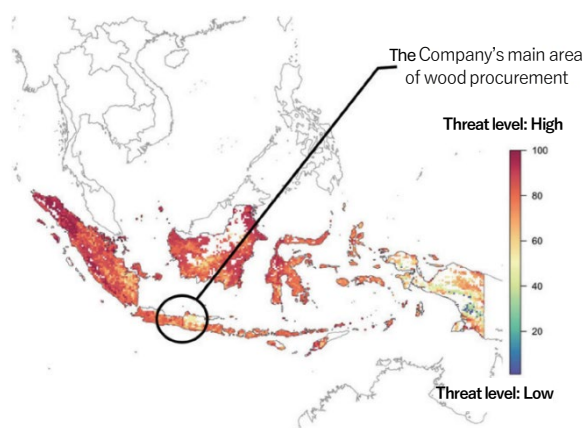 The Company's main area
of wood procurement
Threat level: High
100
80
60
40
20
Threat level: Low